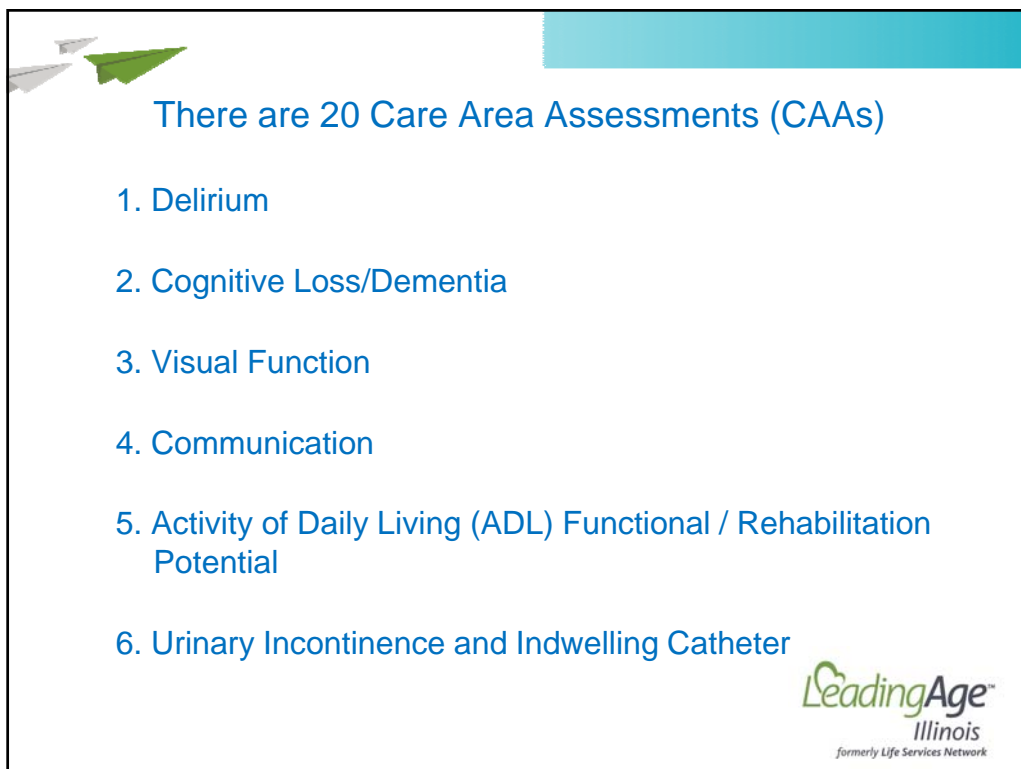 There are 20 Care Area Assessments (CAAs)
1. Delirium
2. Cognitive Loss/Dementia
3. Visual Function
4. Communication
5. Activity of Daily Living (ADL) Functional / Rehabilitation
Potential
6. Urinary Incontinence and Indwelling Catheter
LeadingAge™
Illinois
formerly Life Services Network